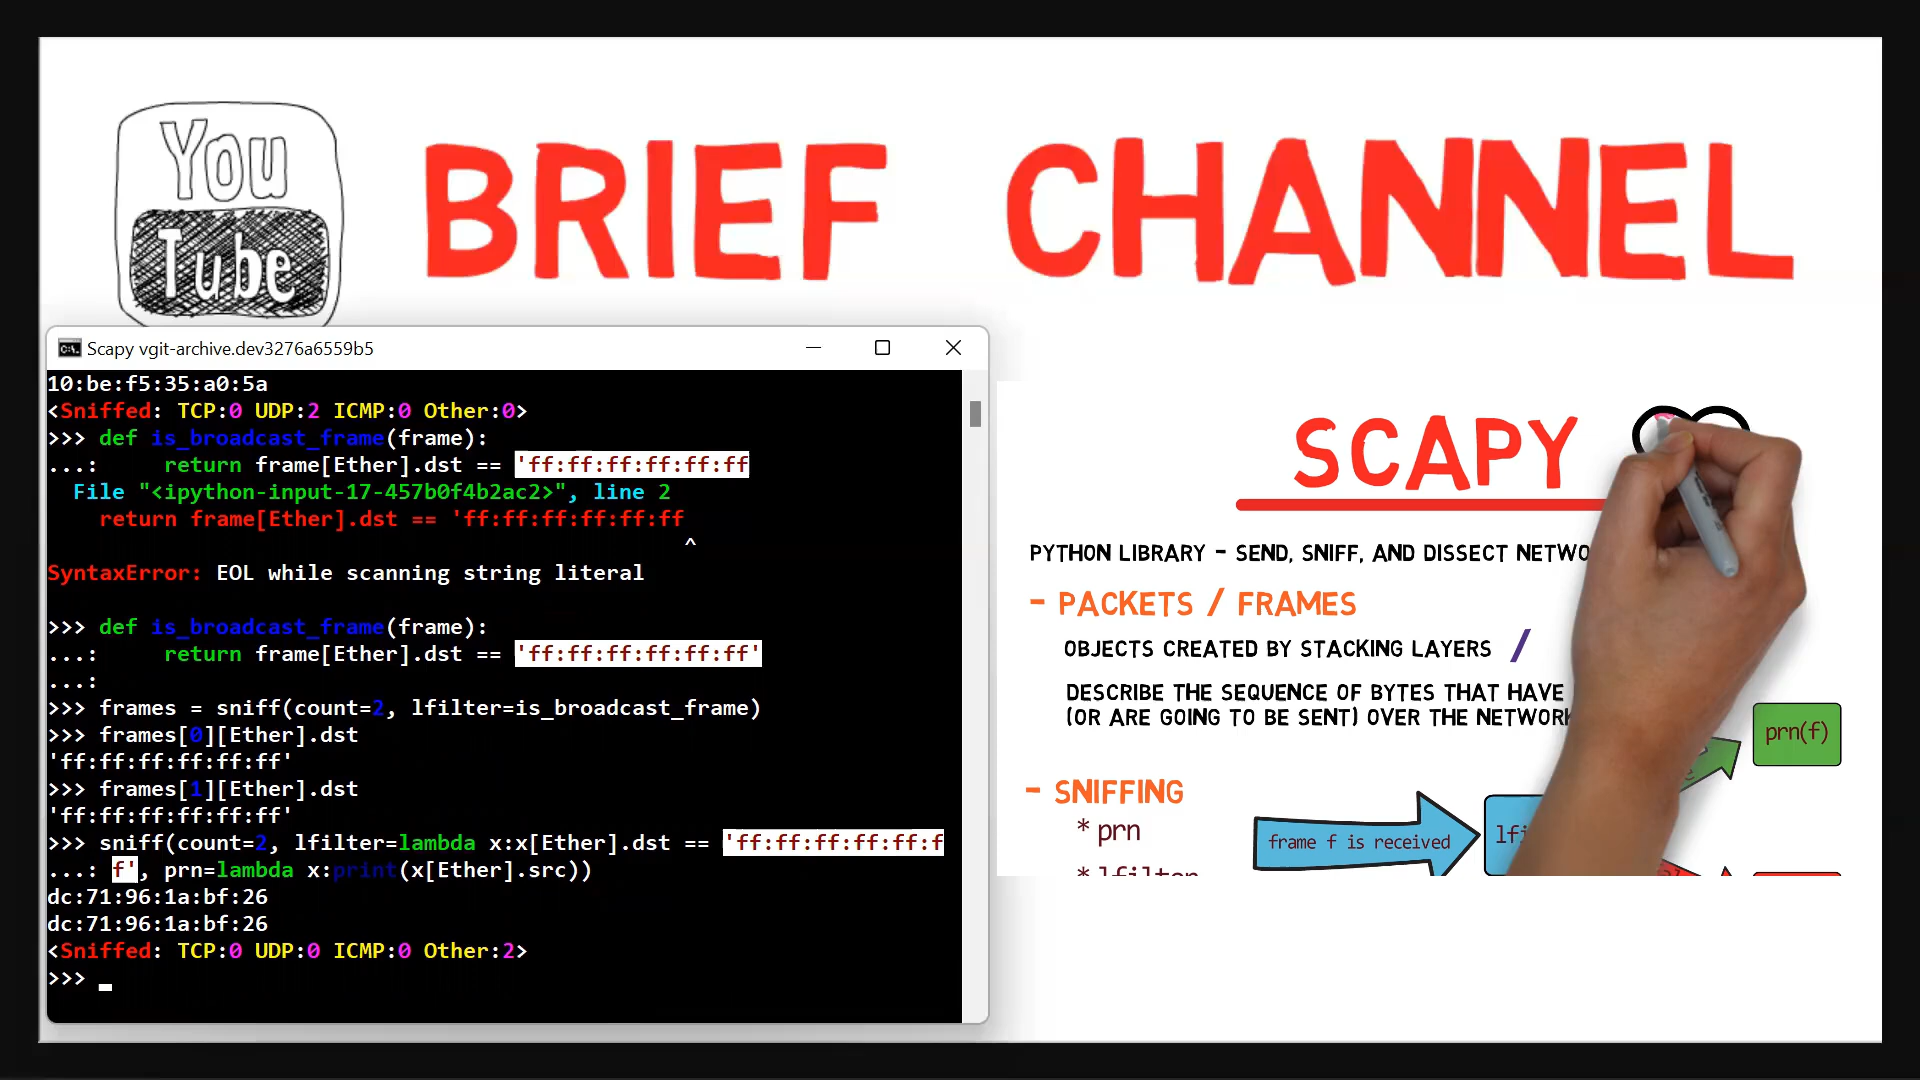 You
Tube
BRIEF CHANNEL
Scapy vgit-archive.dev3276a6559b5
10:be:f5:35:a0:5a
<Sniffed: TCP:0 UDP:2 ICMP:0 Other:0>
>>> def is_broadcast_frame(frame):
...:     return frame[Ether].dst == 'ff:ff:ff:ff:ff:ff
  File "<ipython-input-17-457b0f4b2ac2>", line 2
    return frame[Ether].dst == 'ff:ff:ff:ff:ff:ff
^
SyntaxError: EOL while scanning string literal
>>> def is_broadcast_frame(frame):
...:     return frame[Ether].dst == 'ff:ff:ff:ff:ff:ff'
...:
>>> frames = sniff(count=2, lfilter=is_broadcast_frame)
>>> frames[0][Ether].dst
'ff:ff:ff:ff:ff:ff'
>>> frames[1][Ether].dst
'ff:ff:ff:ff:ff:ff'
>>> sniff(count=2, lfilter=lambda x:x[Ether].dst == 'ff:ff:ff:ff:ff:f
...: f', prn=lambda x:print(x[Ether].src))
dc:71:96:1a:bf:26
dc:71:96:1a:bf:26
<Sniffed: TCP:0 UDP:0 ICMP:0 Other:2>
>>> _
SCAPY
PYTHON LIBRARY - SEND, SNIFF, AND DISSECT
- PACKETS / FRAMES
OBJECTS CREATED BY STACKING LAYERS /
DESCRIBE THE SEQUENCE OF BYTES THAT HAVE
(OR ARE GOING TO BE SENT) OVER THE NETWORK
prn(f)
- SNIFFING
* prn
frame f is received
* lfilter